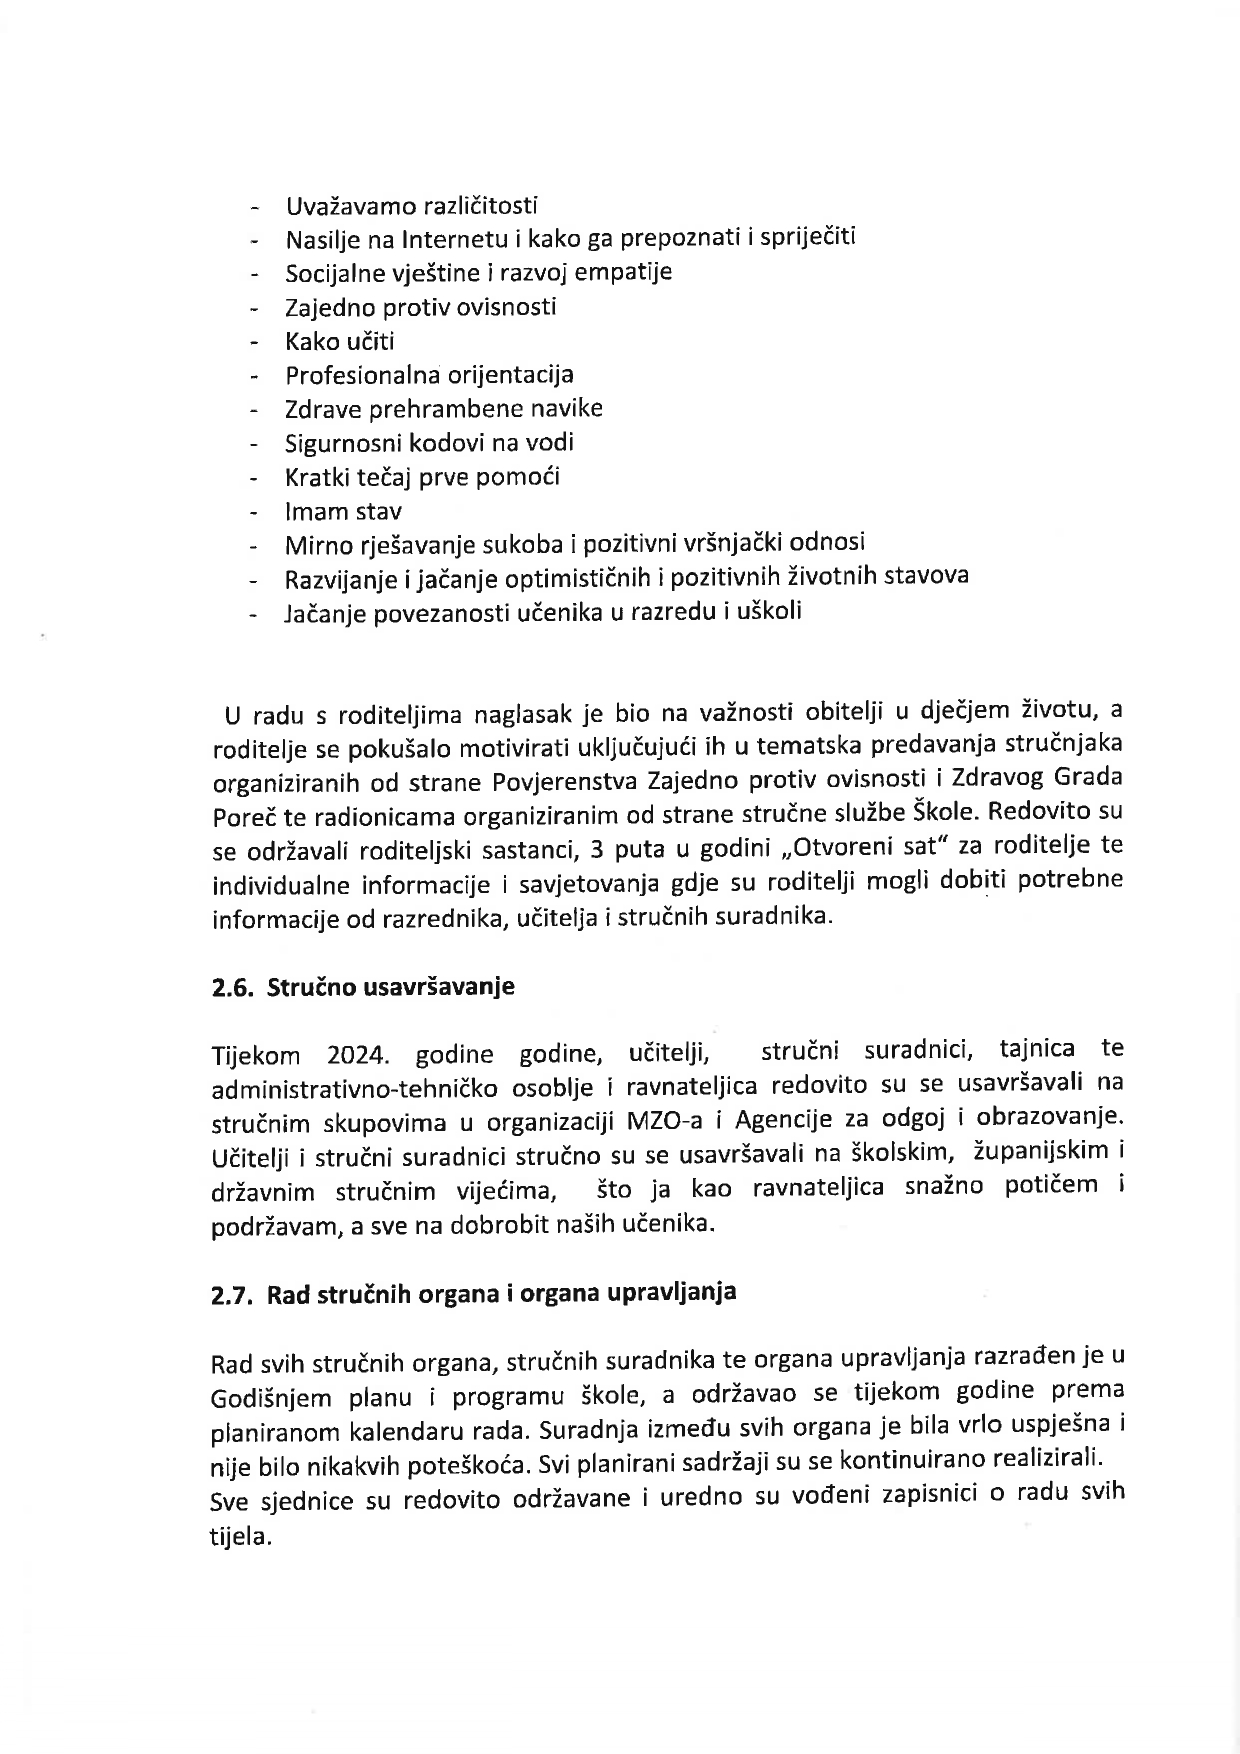 - Uvažavamo različitosti
- Nasilje na Internetu i kako ga prepoznati i spriječiti
- Socijalne vještine i razvoj empatije
- Zajedno protiv ovisnosti
- Kako učiti
- Profesionalna orijentacija
- Zdrave prehrambene navike
- Sigurnosni kodovi na vodi
- Kratki tečaj prve pomoći
- Imam stav
- Mirno rješavanje sukoba i pozitivni vršnjački odnosi
- Razvijanje i jačanje optimističnih i pozitivnih životnih stavova
- Jačanje povezanosti učenika u razredu i uškoli
U radu s roditeljima naglasak je bio na važnosti obitelji u dječjem životu, a
roditelje se pokušalo motivirati uključujući ih u tematska predavanja stručnjaka
organiziranih od strane Povjerenstva Zajedno protiv ovisnosti i Zdravog Grada
Poreč te radionicama organiziranim od strane stručne službe Škole. Redovito su
se održavali roditeljski sastanci, 3 puta u godini „Otvoreni sat“ za roditelje te
individualne informacije i savjetovanja gdje su roditelji mogli dobiti potrebne
informacije od razrednika, učitelja i stručnih suradnika.
2.6. Stručno usavršavanje
Tijekom 2024. godine godine, učitelji, stručni suradnici, tajnica te
administrativno-tehničko osoblje i ravnateljica redovito su se usavršavali na
stručnim skupovima u organizaciji MZO-a i Agencije za odgoj i obrazovanje.
Učitelji i stručni suradnici stručno su se usavršavali na školskim, županijskim i
državnim stručnim vijećima, što ja kao ravnateljica snažno potičem i
podržavam, a sve na dobrobit naših učenika.
2.7. Rad stručnih organa i organa upravljanja
Rad svih stručnih organa, stručnih suradnika te organa upravljanja razrađen je u
Godišnjem planu i programu škole, a održavao se tijekom godine prema
planiranom kalendaru rada. Suradnja između svih organa je bila vrlo uspješna i
nije bilo nikakvih poteškoća. Svi planirani sadržaji su se kontinuirano realizirali.
Sve sjednice su redovito održavane i uredno su vođeni zapisnici o radu svih
tijela.